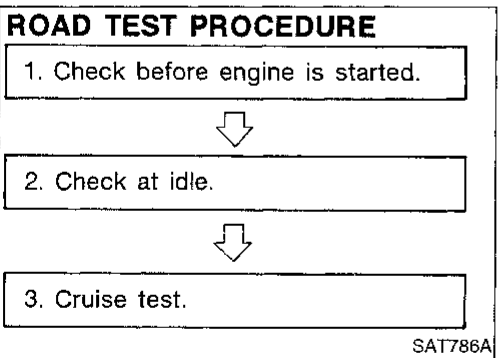 ROAD TEST PROCEDURE
1. Check before engine is started.
2. Check at idle.
3. Cruise test.
SAT786A